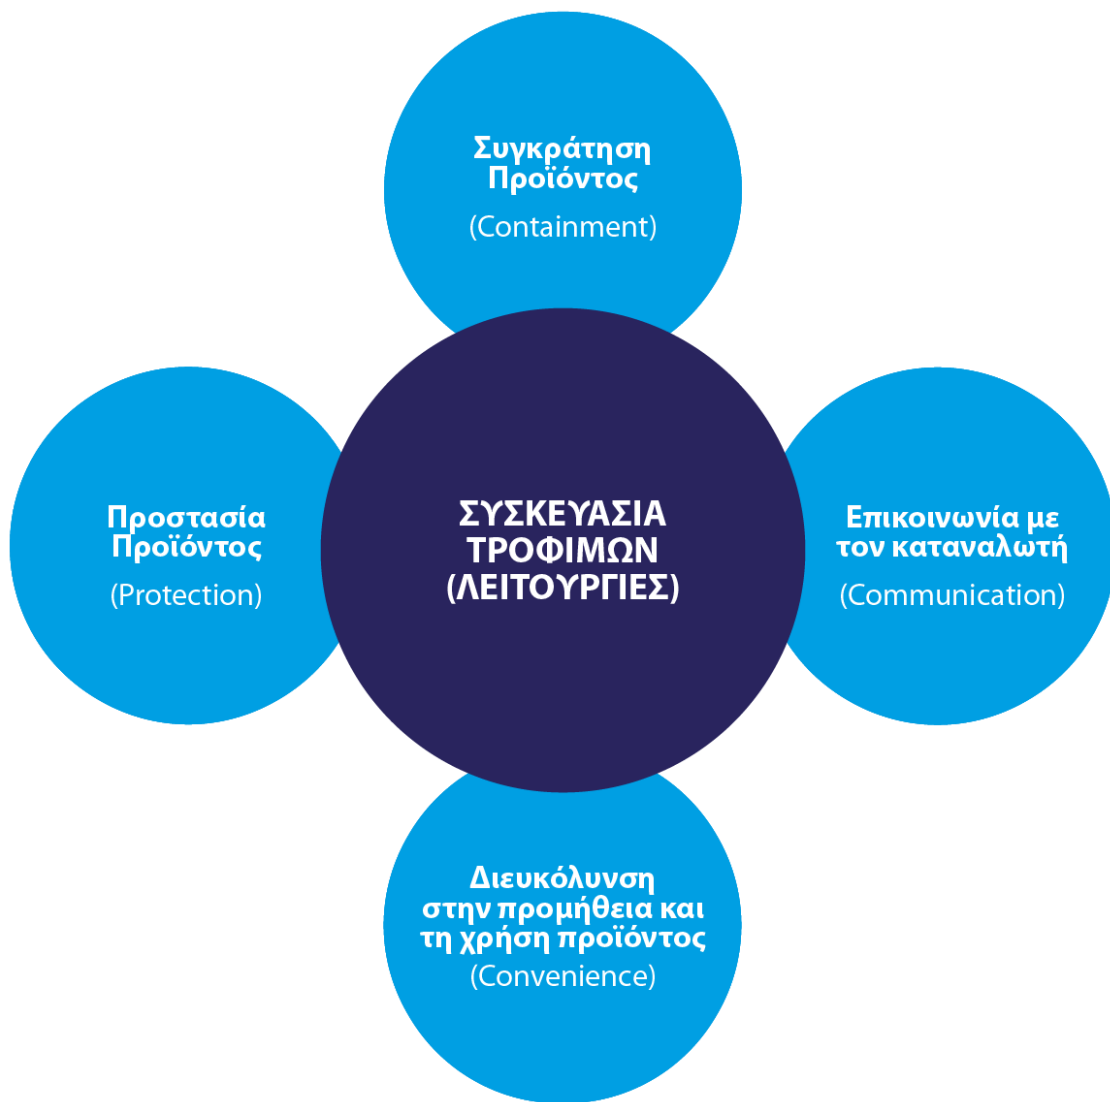 Συγκράτηση
Προϊόντος
(Containment)
Προστασία
Προϊόντος
(Protection)
ΣΥΣΚΕΥΑΣΙΑ
ΤΡΟΦΙΜΩΝ
(ΛΕΙΤΟΥΡΓΙΕΣ)
Επικοινωνία με
τον καταναλωτή
(Communication)
Διευκόλυνση
στην προμήθεια και
τη χρήση προϊόντος
(Convenience)